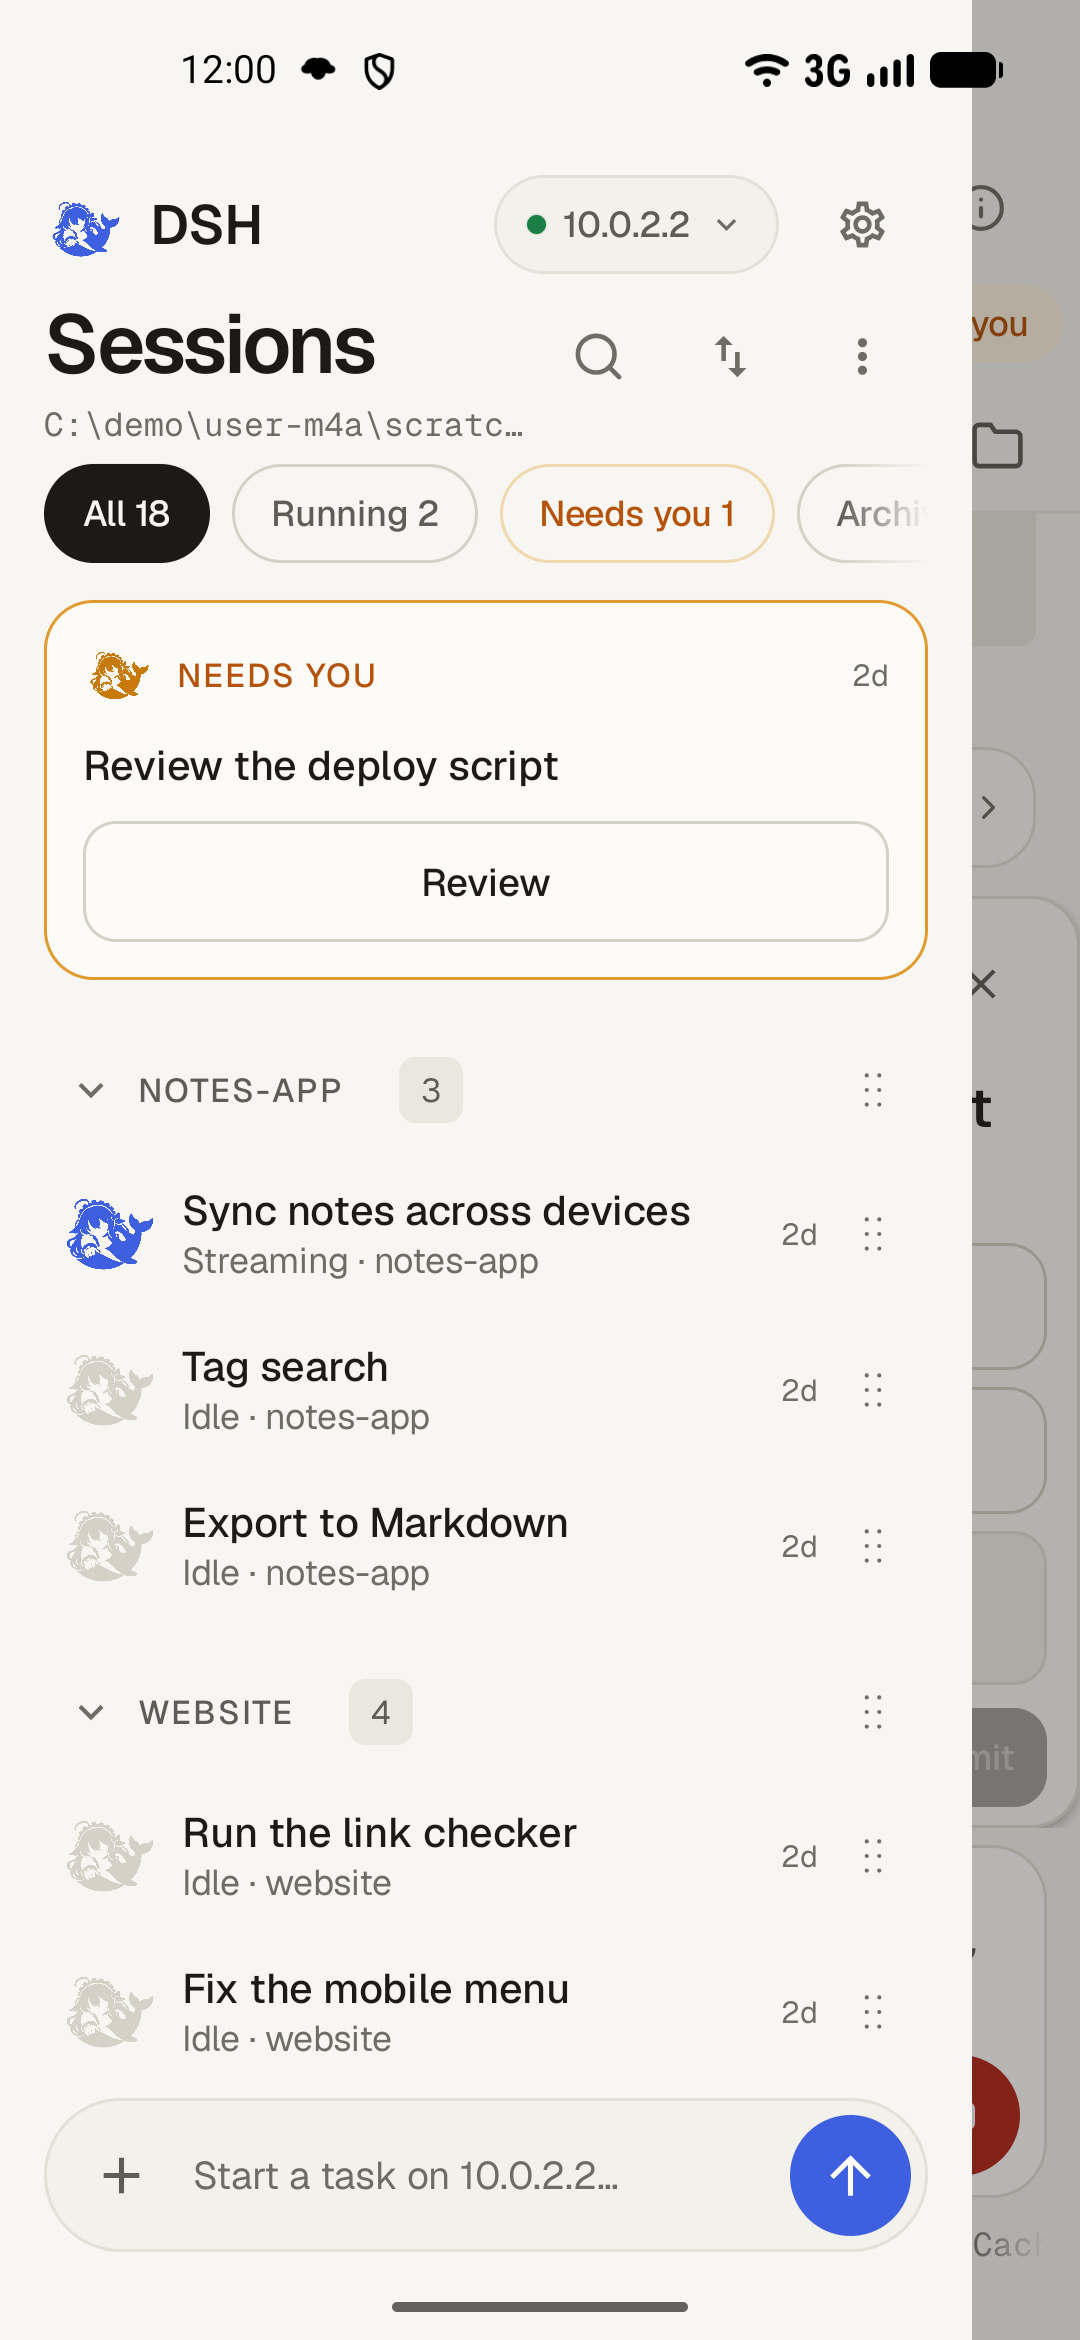 12:00
3G
DSH
10.0.2.2
Sessions
C:\demo\user-m4a\scratc…
All 18
Running 2
Needs you 1
Archi
you
NEEDS YOU
2d
Review the deploy script
Review
NOTES-APP
3
Sync notes across devices
2d
Streaming · notes-app
Tag search
2d
Idle · notes-app
Export to Markdown
2d
Idle · notes-app
WEBSITE
4
mit
Run the link checker
2d
Idle · website
Fix the mobile menu
2d
Idle · website
Start a task on 10.0.2.2…
Cach